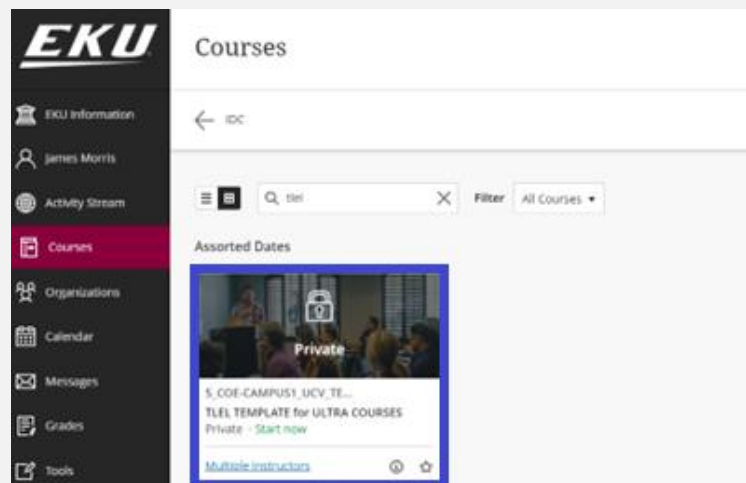 EKU
Courses
EKU Information
IDC
James Morris
Activity Stream
tlel
Filter
All Courses
Courses
Assorted Dates
Organizations
Calendar
Private
Messages
S_COE-CAMPUS1_UCV_TE...
TLEL TEMPLATE for ULTRA COURSES
Grades
Private · Start now
Tools
Multiple Instructors